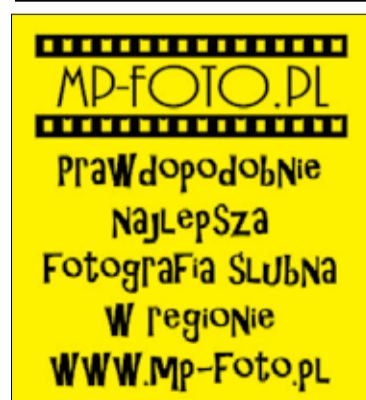 MP-FOTO.PL
PraWdopodobNie
NajLepSza
FotograFia SLUbNa
W regioNie
WWW.Mp-Foto.pL